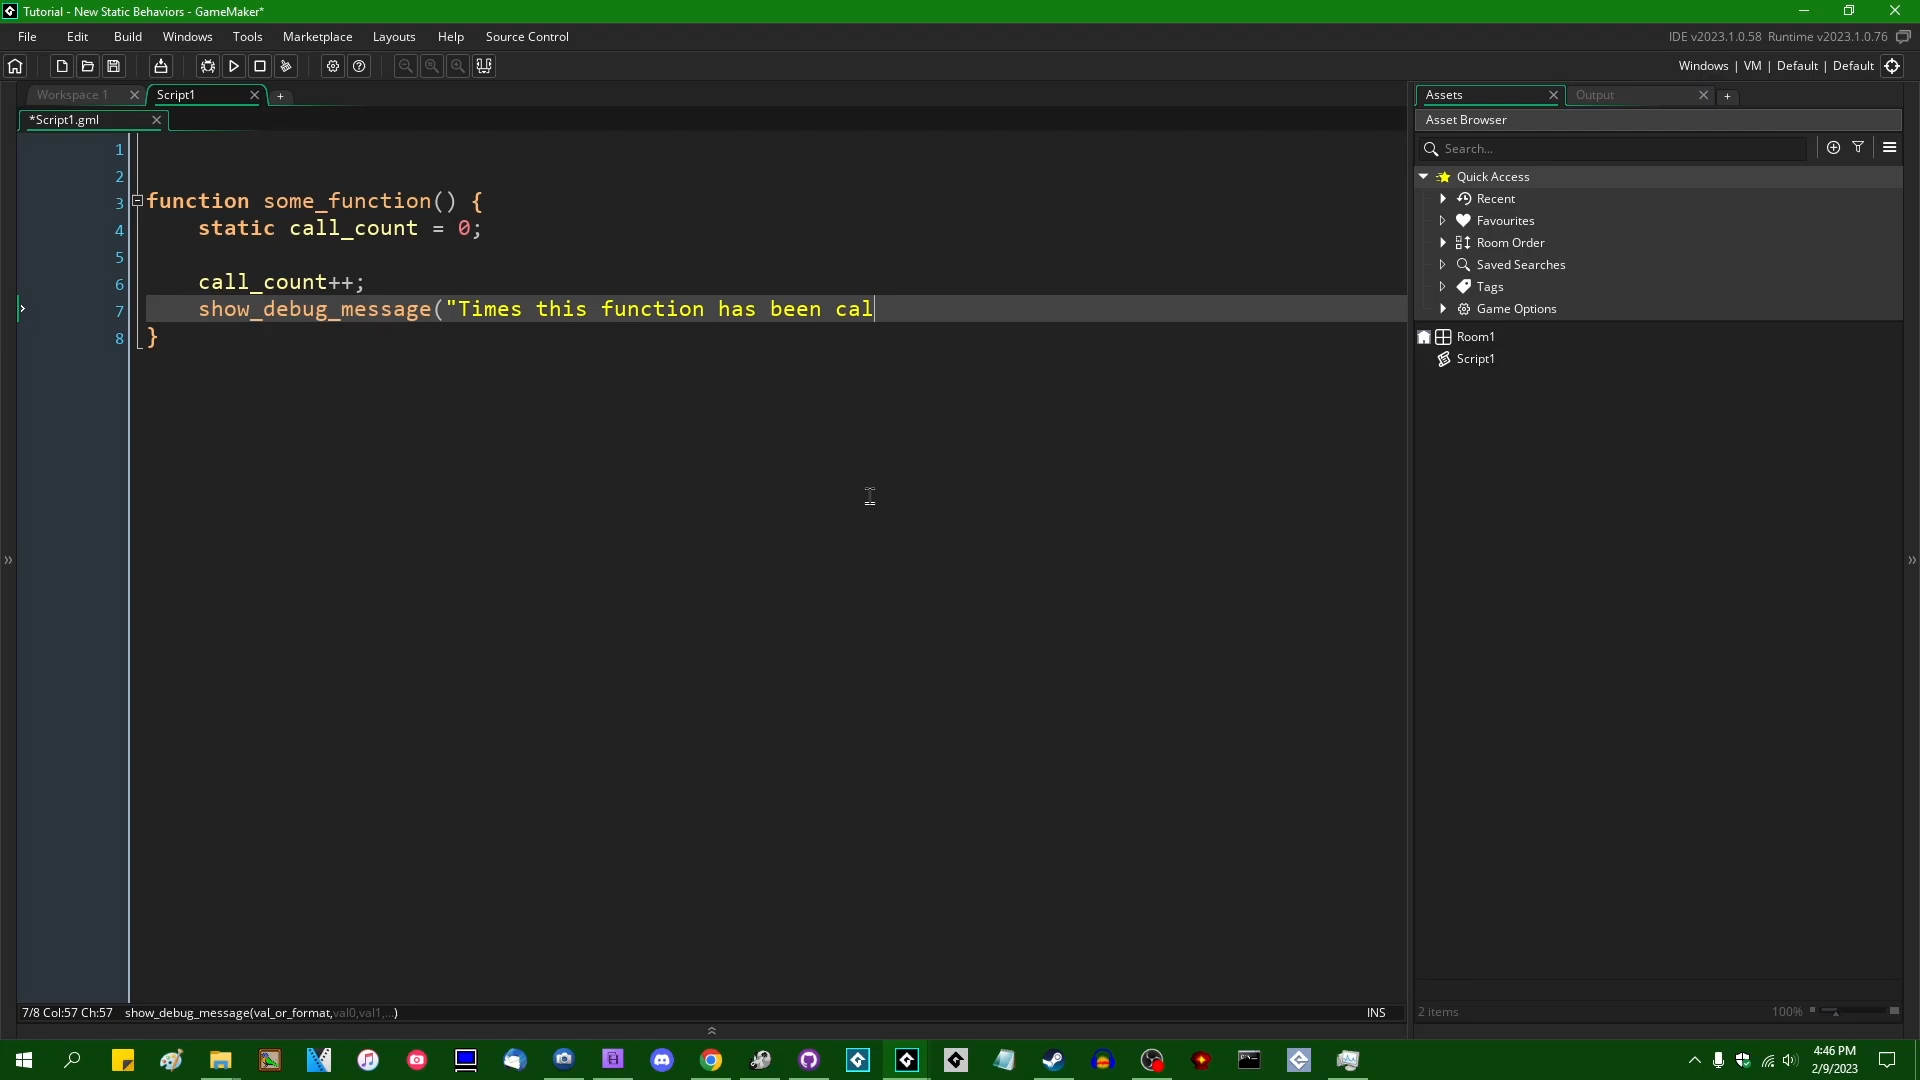 Tutorial - New Static Behaviors - GameMaker*
File Edit Build Windows Tools Marketplace Layouts Help Source Control
IDE v2023.1.0.58 Runtime v2023.1.0.76
Windows | VM | Default | Default
Workspace 1
Script1
*Script1.gml
1
2
3 function some_function() {
4 static call_count = 0;
5
6 call_count++;
7 show_debug_message("Times this function has been cal
8 }
Assets
Output
Asset Browser
Search...
Quick Access
Recent
Favourites
Room Order
Saved Searches
Tags
Game Options
Room1
Script1
7/8 Col:57 Ch:57 show_debug_message(val_or_format,val0,val1,...)
INS
2 items
100%
4:46 PM
2/9/2023